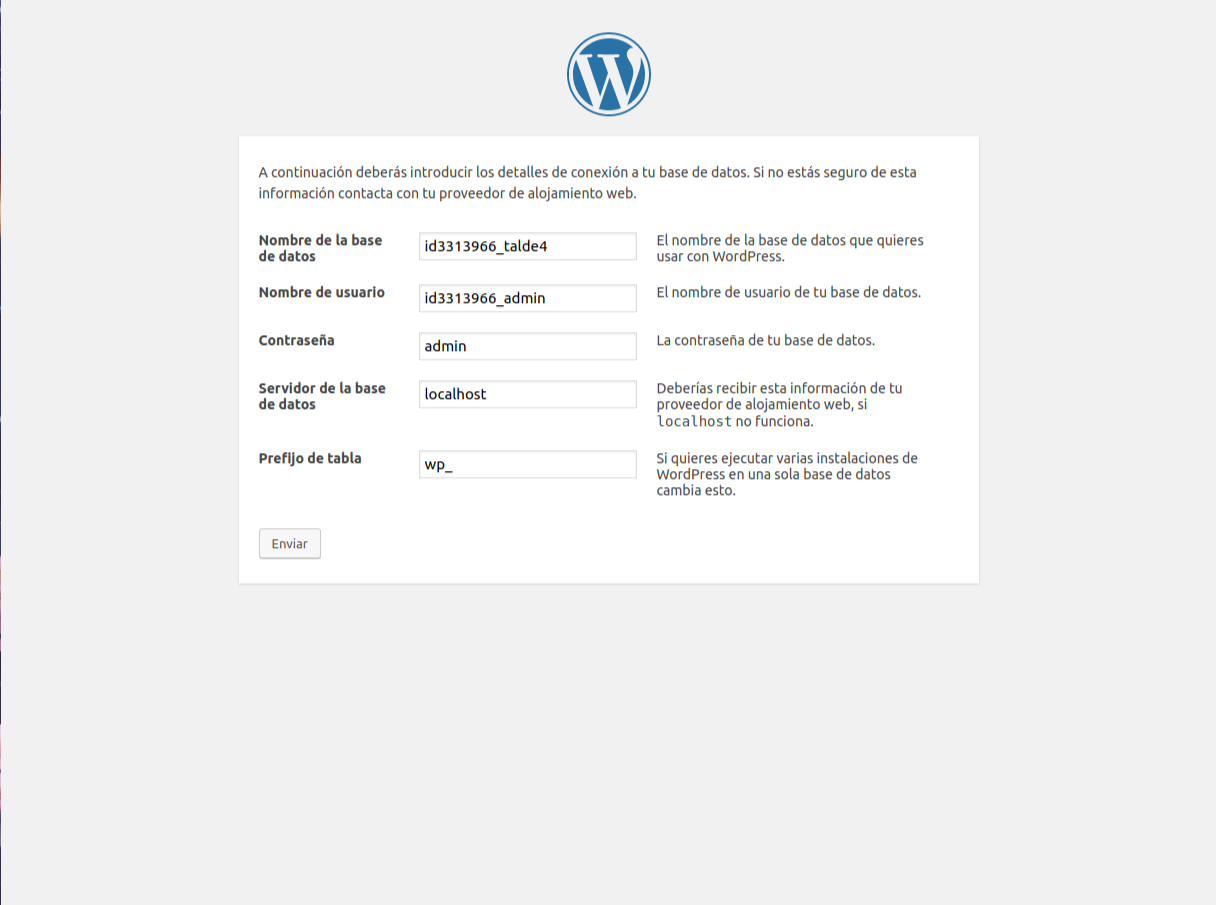 A continuación deberás introducir los detalles de conexión a tu base de datos. Si no estás seguro de esta
información contacta con tu proveedor de alojamiento web.
Nombre de la base
de datos
id3313966_talde4
El nombre de la base de datos que quieres
usar con WordPress.
Nombre de usuario
id3313966_admin
El nombre de usuario de tu base de datos.
Contraseña
admin
La contraseña de tu base de datos.
Servidor de la base
de datos
localhost
Deberías recibir esta información de tu
proveedor de alojamiento web, si
localhost no funciona.
Prefijo de tabla
wp_
Si quieres ejecutar varias instalaciones de
WordPress en una sola base de datos
cambia esto.
Enviar